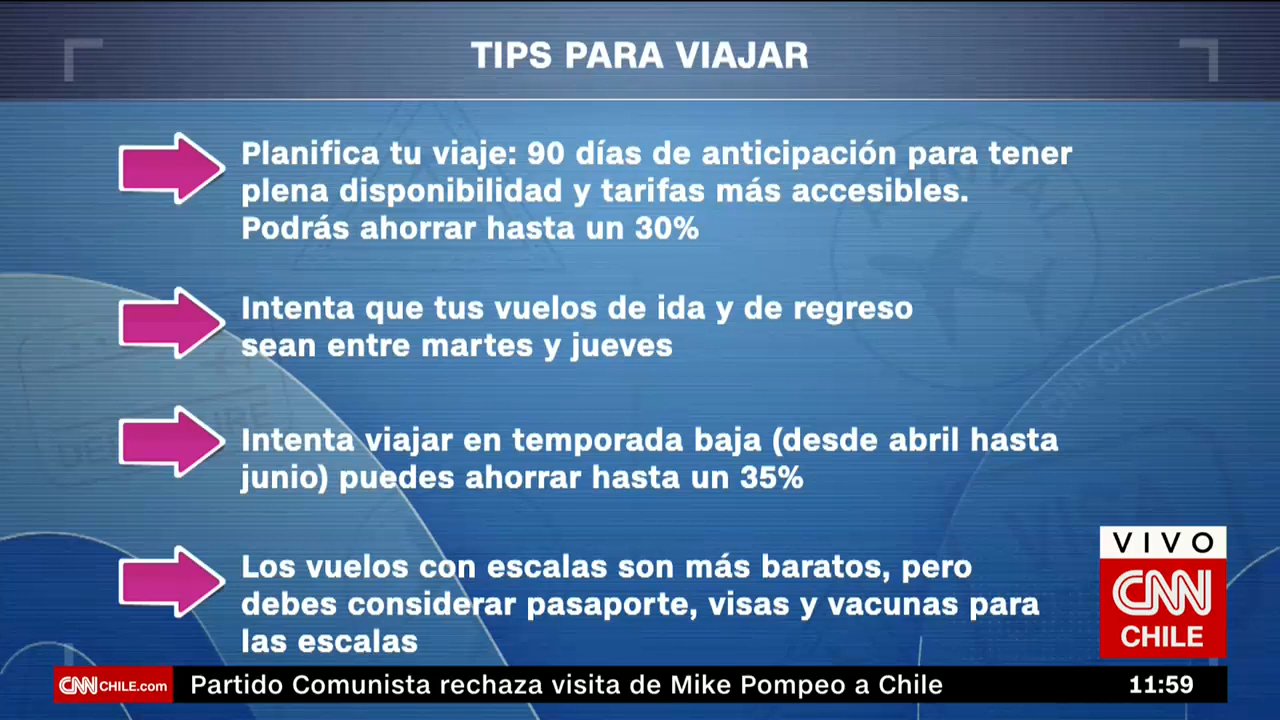 TIPS PARA VIAJAR
Planifica tu viaje: 90 días de anticipación para tener
plena disponibilidad y tarifas más accesibles.
Podrás ahorrar hasta un 30%
Intenta que tus vuelos de ida y de regreso
sean entre martes y jueves
Intenta viajar en temporada baja (desde abril hasta
junio) puedes ahorrar hasta un 35%
Los vuelos con escalas son más baratos, pero
debes considerar pasaporte, visas y vacunas para
las escalas
VIVO
CNN
CHILE
CNNCHILE.com
Partido Comunista rechaza visita de Mike Pompeo a Chile
11:59